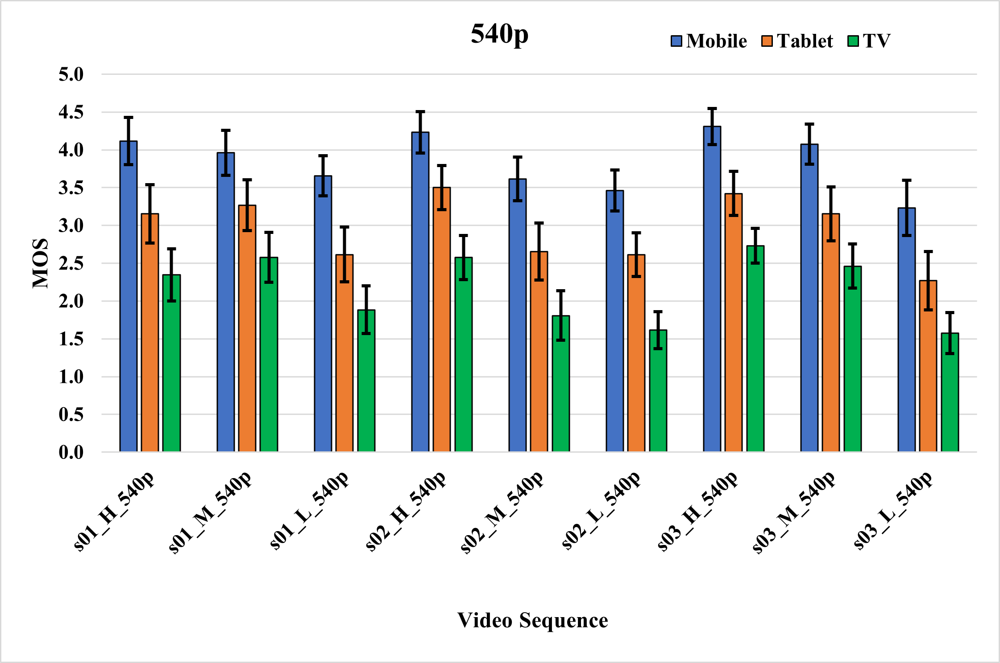 540p
Mobile Tablet TV
5.0
4.5
4.0
3.5
3.0
2.5
2.0
1.5
1.0
0.5
0.0
MOS
s01_H_540p
s01_M_540p
s01_L_540p
s02_H_540p
s02_M_540p
s02_L_540p
s03_H_540p
s03_M_540p
s03_L_540p
Video Sequence